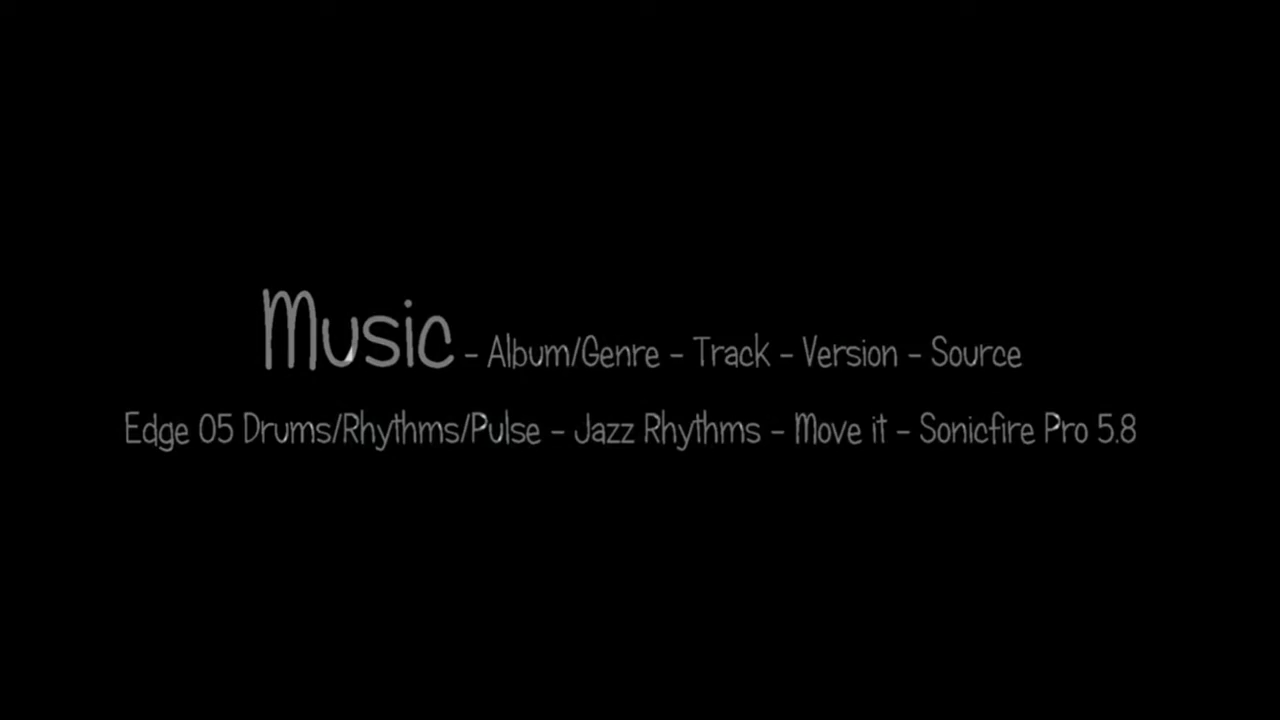 Music - Album/Genre - Track - Version - Source
Edge 05 Drums/Rhythms/Pulse - Jazz Rhythms - Move it - Sonicfire Pro 5.8